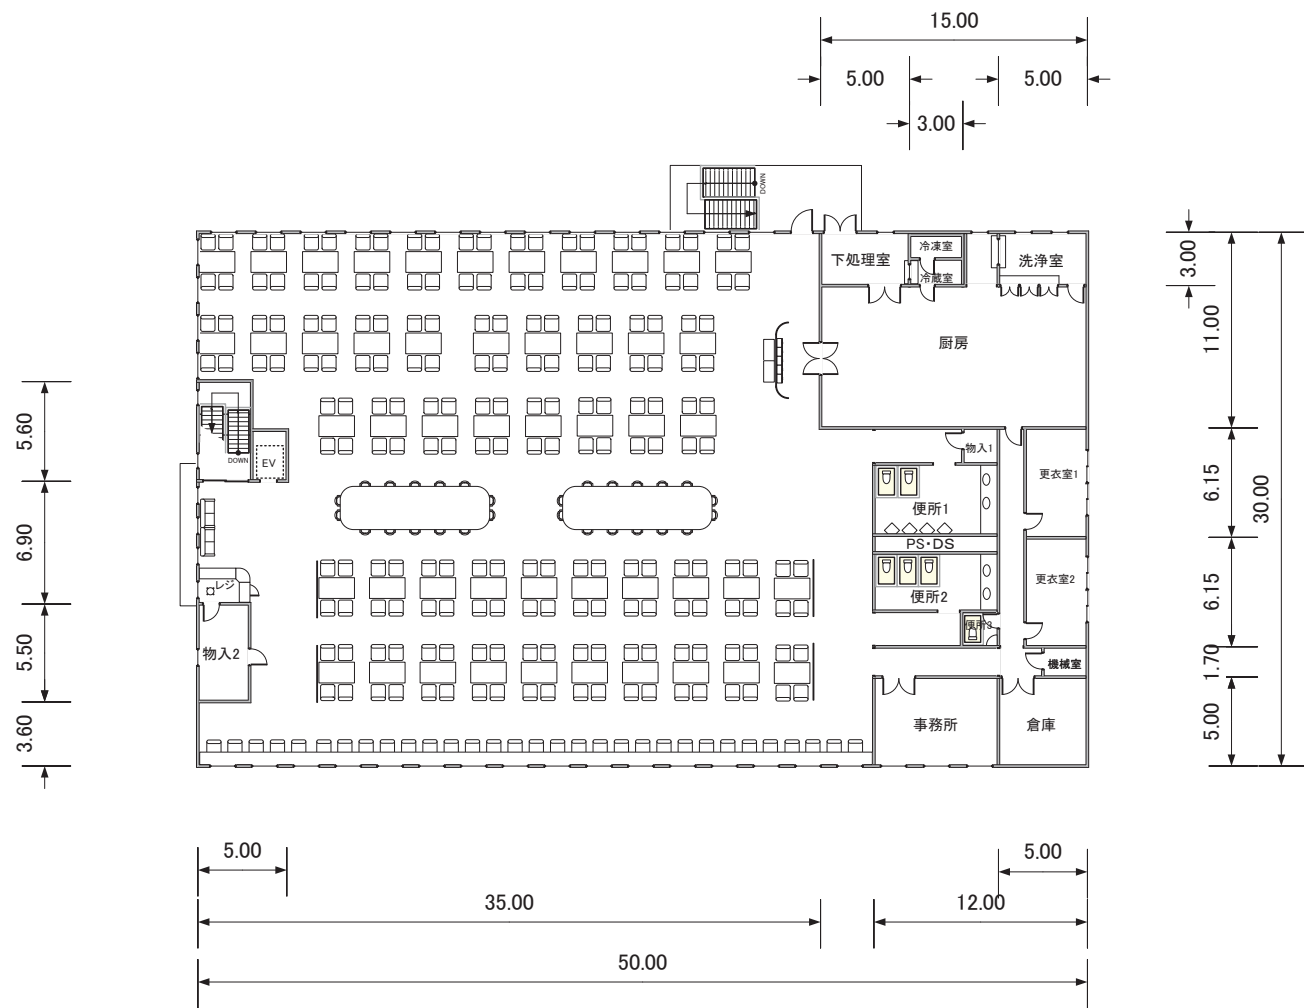 15.00
5.00
5.00
3.00
DOWN
下処理室
冷凍室
冷蔵室
洗浄室
3.00
厨房
11.00
5.60
DOWN
EV
物入1
更衣室1
6.15
30.00
便所1
6.90
PS・DS
レジ
便所2
更衣室2
6.15
便所3
5.50
物入2
機械室
1.70
事務所
倉庫
5.00
3.60
5.00
5.00
35.00
12.00
50.00